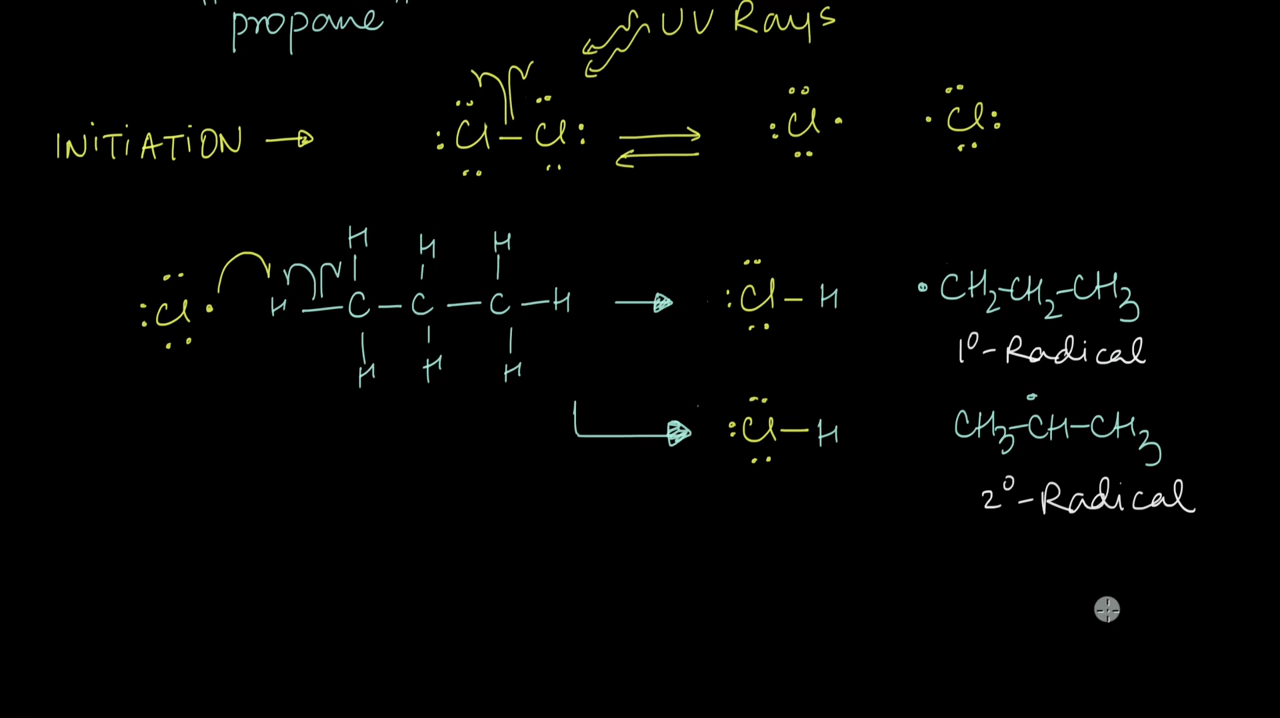 "propane"
UV Rays
INITIATION → :Cl – Cl: ⇌ :Cl· ·Cl:
H H H
:Cl· H – C – C – C – H → :Cl – H ·CH2–CH2–CH3
H H H
1°-Radical
→ :Cl – H CH3–ĊH–CH3
2°-Radical